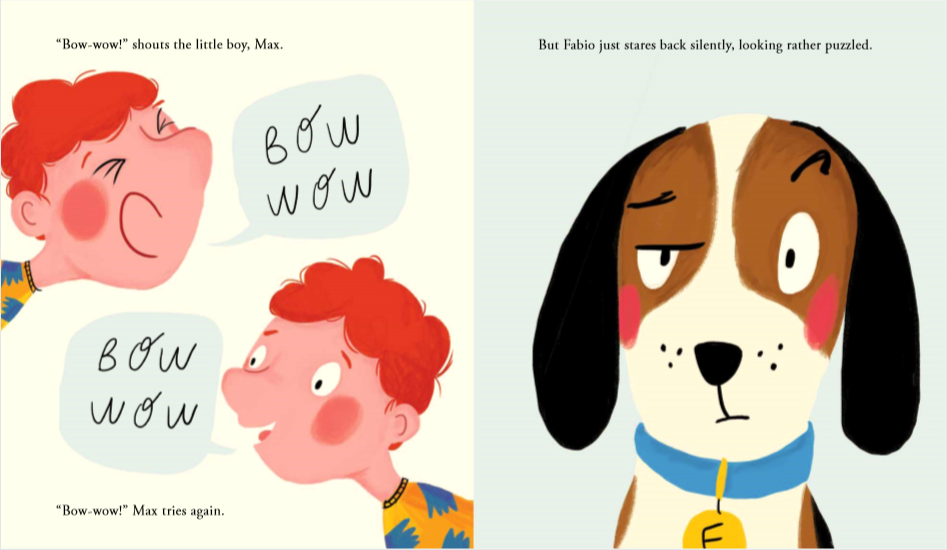 “Bow-wow!” shouts the little boy, Max.
BOW
WOW
BOW
WOW
“Bow-wow!” Max tries again.
But Fabio just stares back silently, looking rather puzzled.
F